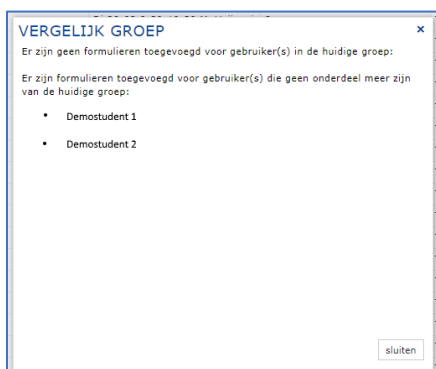 VERGELIJK GROEP ×
Er zijn geen formulieren toegevoegd voor gebruiker(s) in de huidige groep:
Er zijn formulieren toegevoegd voor gebruiker(s) die geen onderdeel meer zijn
van de huidige groep:
• Demostudent 1
• Demostudent 2
sluiten